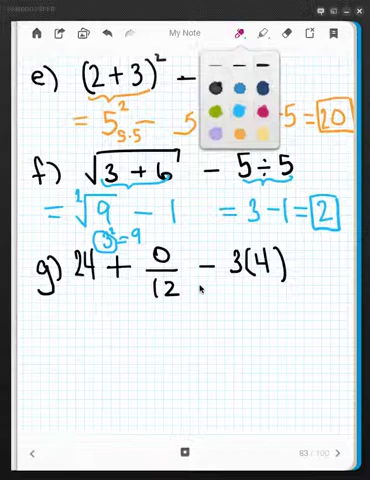 My Note
e) (2 + 3)² −
= 5² − 5 -5 = 20
5·5
f) √3 + 6 − 5 ÷ 5
= ²√9 − 1 = 3 − 1 = 2
3² = 9
g) 24 + 0/12 − 3(4)
83 / 100